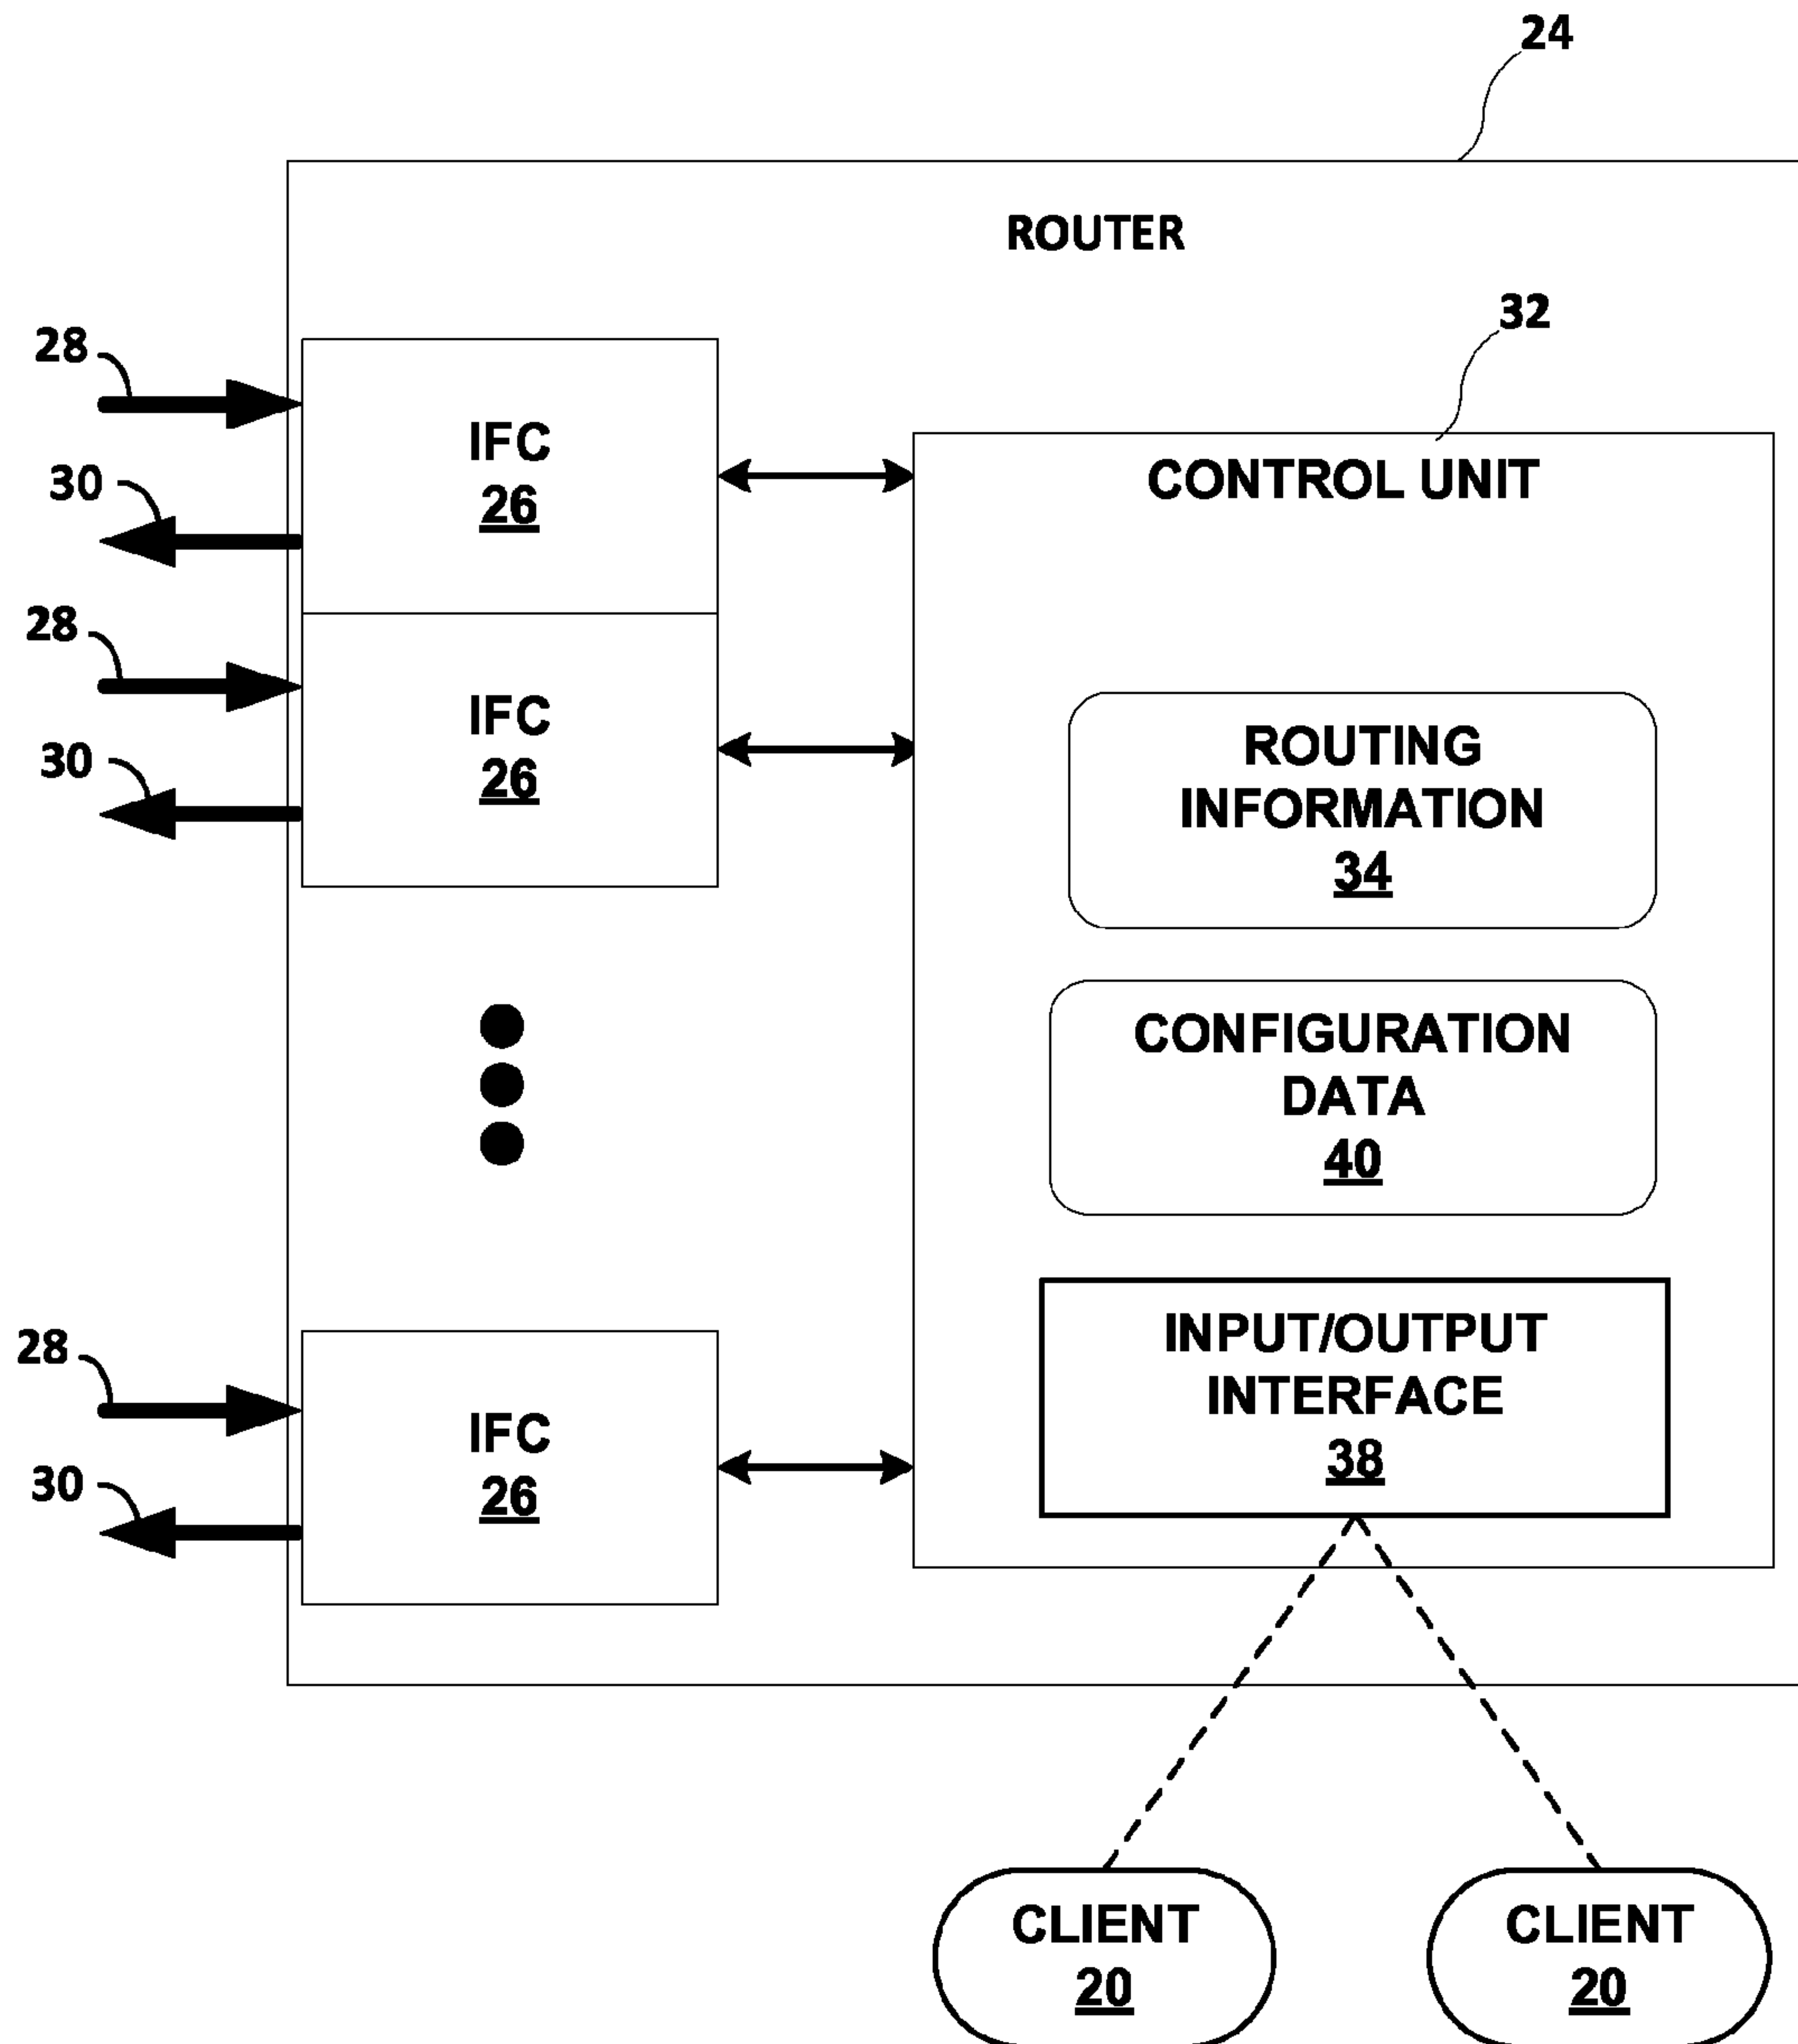 24
ROUTER
32
28
IFC
26
30
CONTROL UNIT
28
IFC
26
30
ROUTING
INFORMATION
34
CONFIGURATION
DATA
40
28
IFC
26
30
INPUT/OUTPUT
INTERFACE
38
CLIENT
20
CLIENT
20